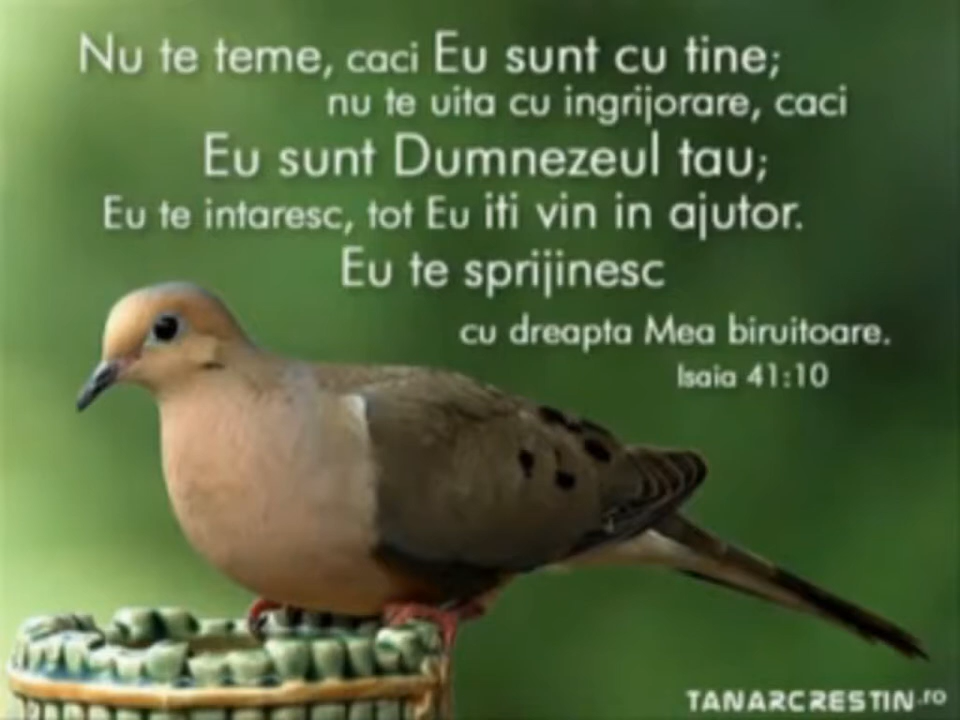 Nu te teme, caci Eu sunt cu tine;
nu te uita cu ingrijorare, caci
Eu sunt Dumnezeul tau;
Eu te intaresc, tot Eu iti vin in ajutor.
Eu te sprijinesc
cu dreapta Mea biruitoare.
Isaia 41:10
TANARCRESTIN.ro